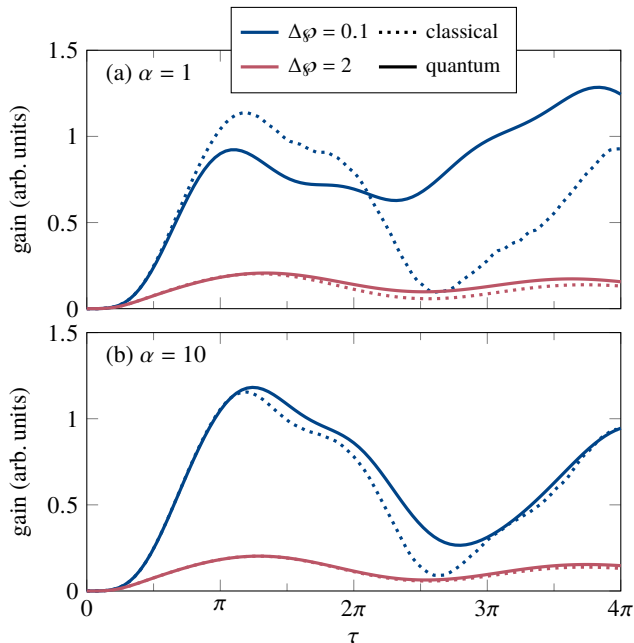 Δ℘ = 0.1 classical
Δ℘ = 2 quantum
(a) α = 1
gain (arb. units)
1.5
1
0.5
0
(b) α = 10
gain (arb. units)
1.5
1
0.5
0
0 π 2π 3π 4π
τ